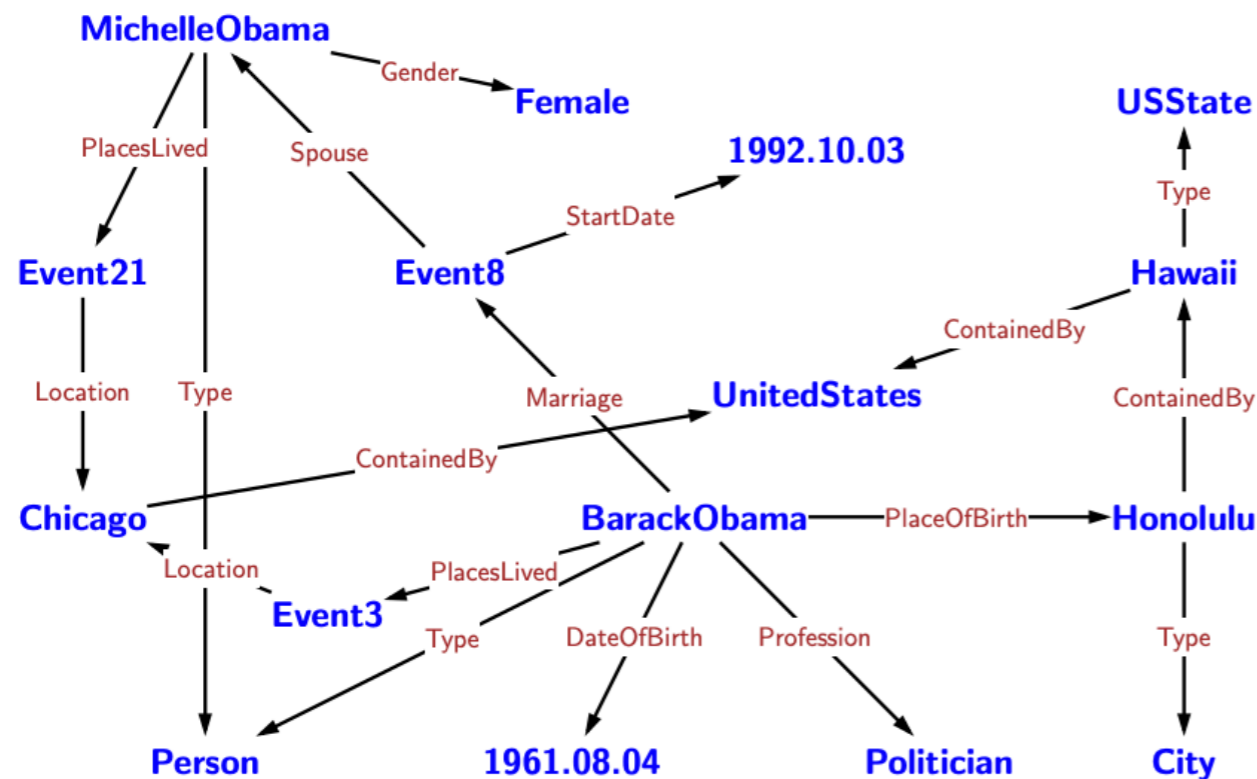 MichelleObama
Gender
Female
USState
PlacesLived
Spouse
1992.10.03
Type
StartDate
Event21
Event8
Hawaii
ContainedBy
Location
Type
Marriage
UnitedStates
ContainedBy
ContainedBy
Chicago
BarackObama
PlaceOfBirth
Honolulu
Location
PlacesLived
Event3
Type
DateOfBirth
Profession
Type
Person
1961.08.04
Politician
City